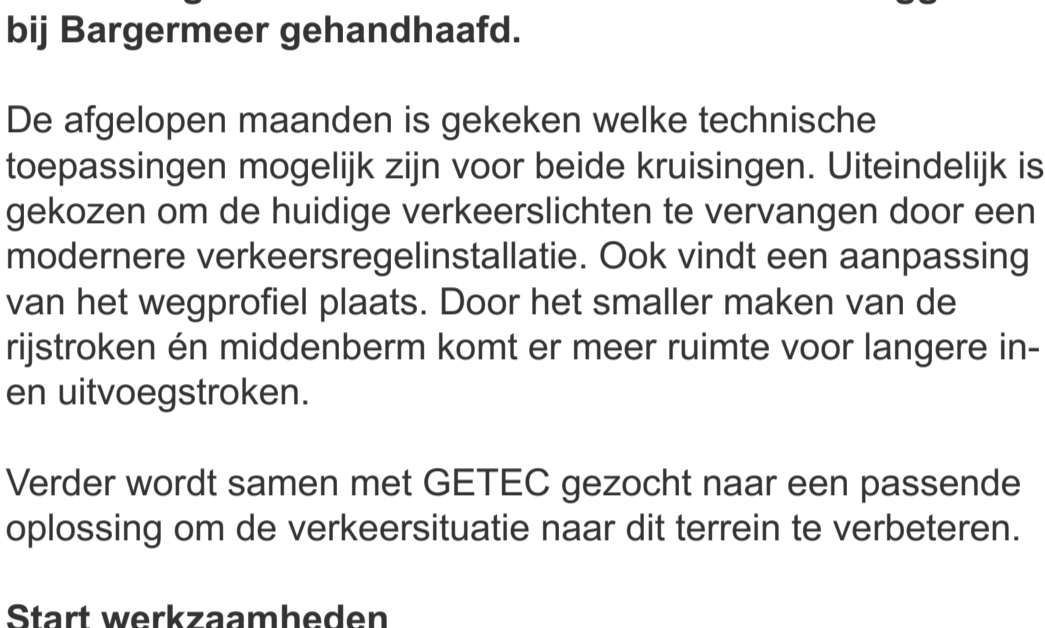 bij Bargermeer gehandhaafd.
De afgelopen maanden is gekeken welke technische
toepassingen mogelijk zijn voor beide kruisingen. Uiteindelijk is
gekozen om de huidige verkeerslichten te vervangen door een
modernere verkeersregelinstallatie. Ook vindt een aanpassing
van het wegprofiel plaats. Door het smaller maken van de
rijstroken én middenberm komt er meer ruimte voor langere in-
en uitvoegstroken.
Verder wordt samen met GETEC gezocht naar een passende
oplossing om de verkeersituatie naar dit terrein te verbeteren.
Start werkzaamheden